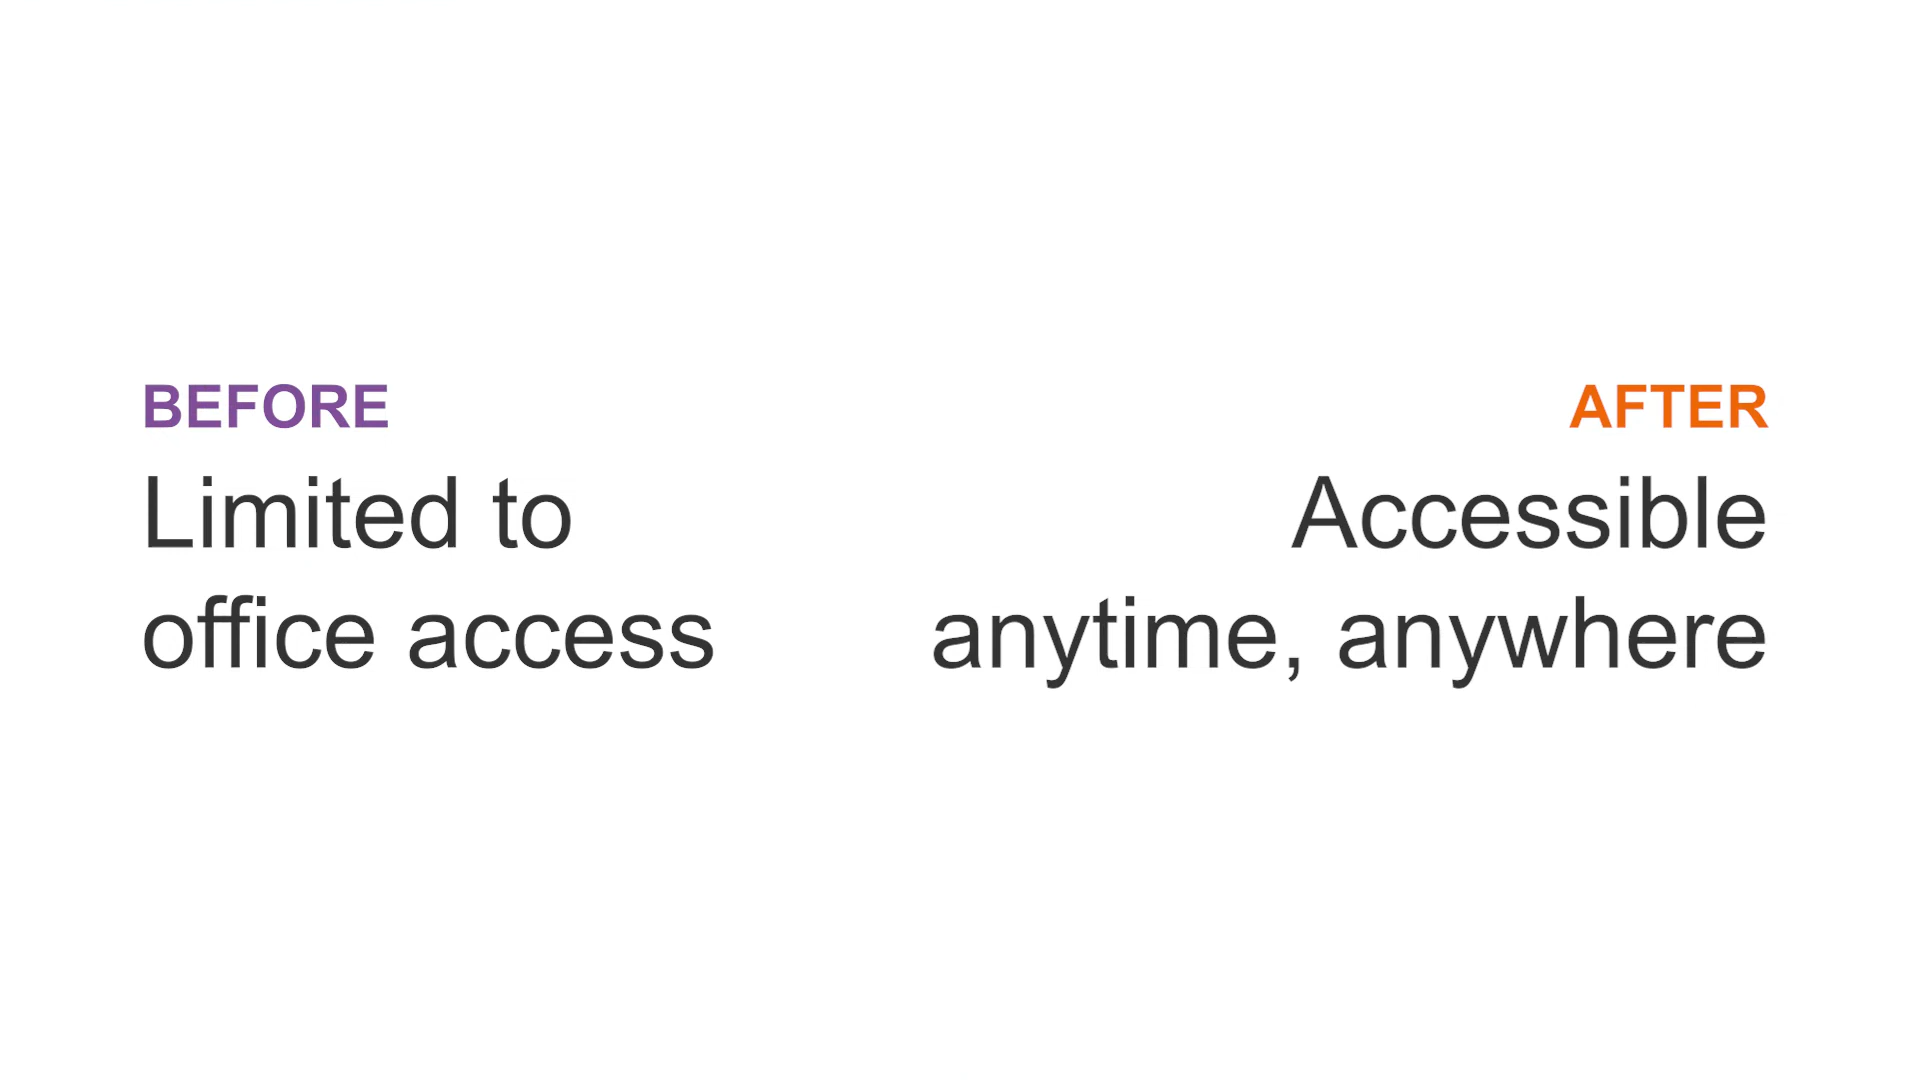 BEFORE
Limited to
office access
AFTER
Accessible
anytime, anywhere